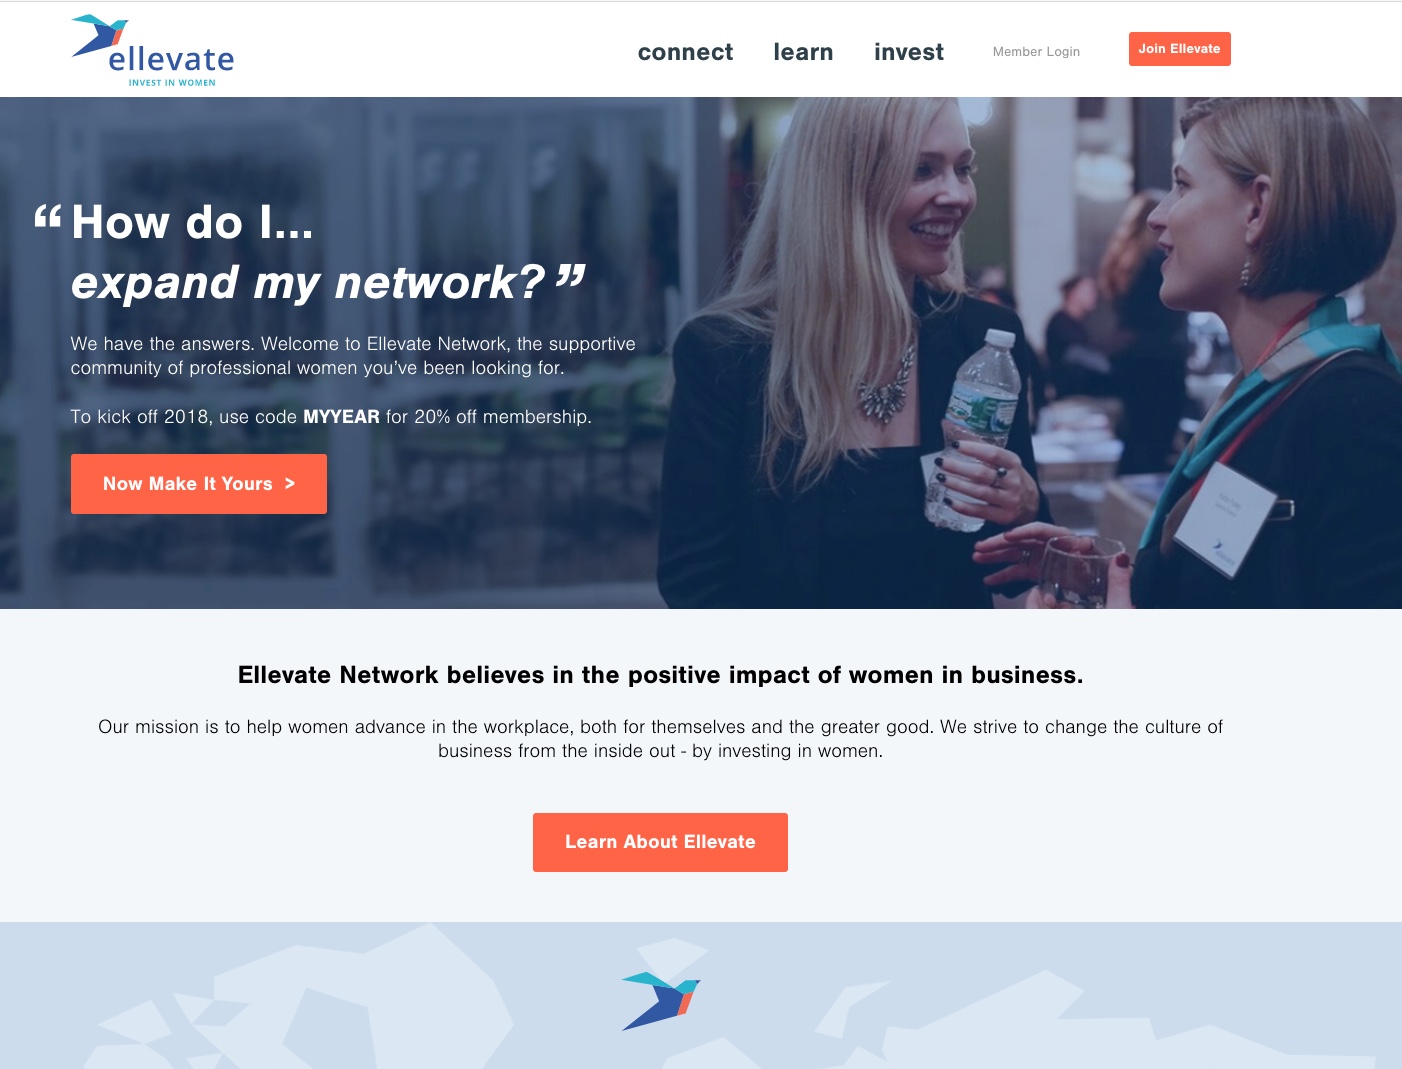 ellevate
INVEST IN WOMEN
connect learn invest Member Login Join Ellevate
“How do I...
expand my network?”
We have the answers. Welcome to Ellevate Network, the supportive
community of professional women you've been looking for.
To kick off 2018, use code MYYEAR for 20% off membership.
Now Make It Yours >
Ellevate Network believes in the positive impact of women in business.
Our mission is to help women advance in the workplace, both for themselves and the greater good. We strive to change the culture of
business from the inside out - by investing in women.
Learn About Ellevate